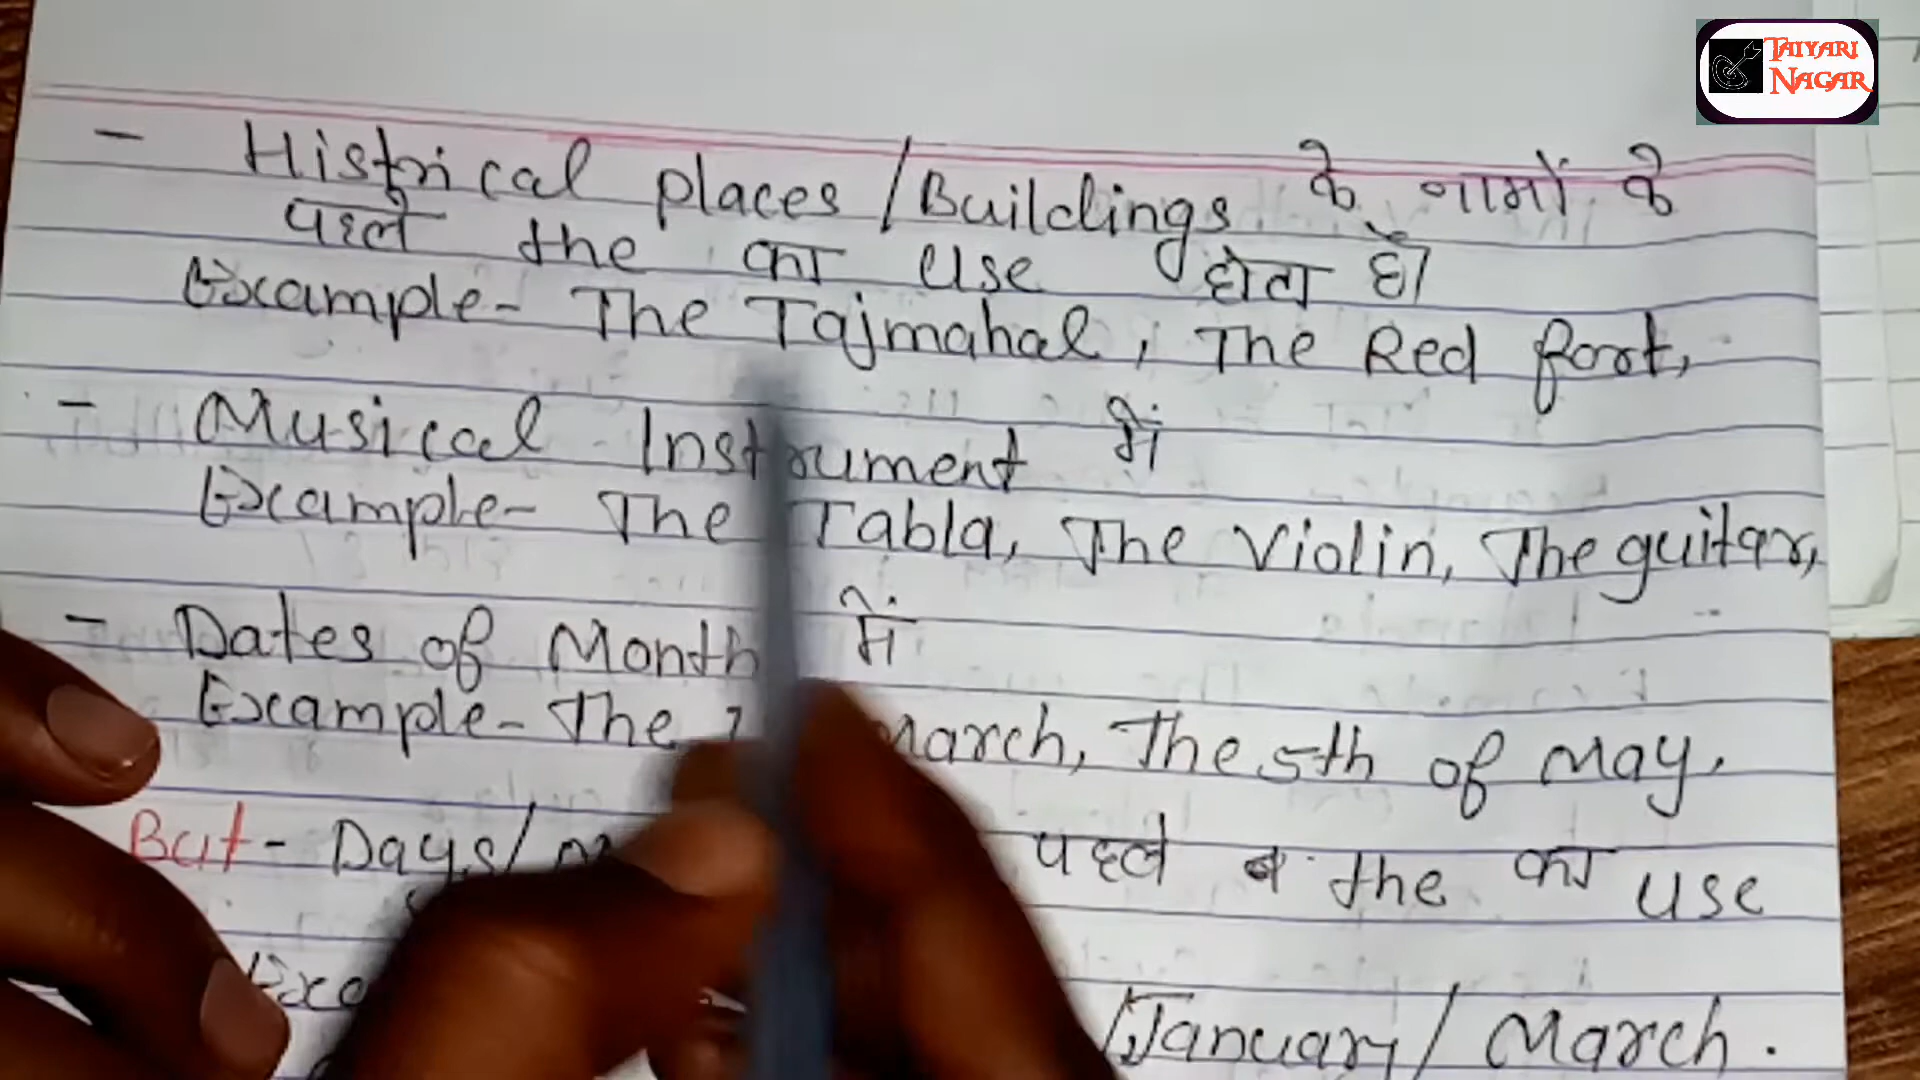 TAIYARI
NAGAR
- Histrical places / Buildings के नामों के
पहले the का use होता है।
Example- The Tajmahal, The Red fort,
- Musical Instrument में
Example- The Tabla, The Violin, The guitar,
- Dates of Month में
Example- The March, The 5th of May.
But - Days/ पहले the का use
January / March.